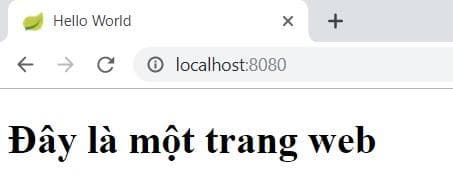 Hello World
localhost:8080
Đây là một trang web